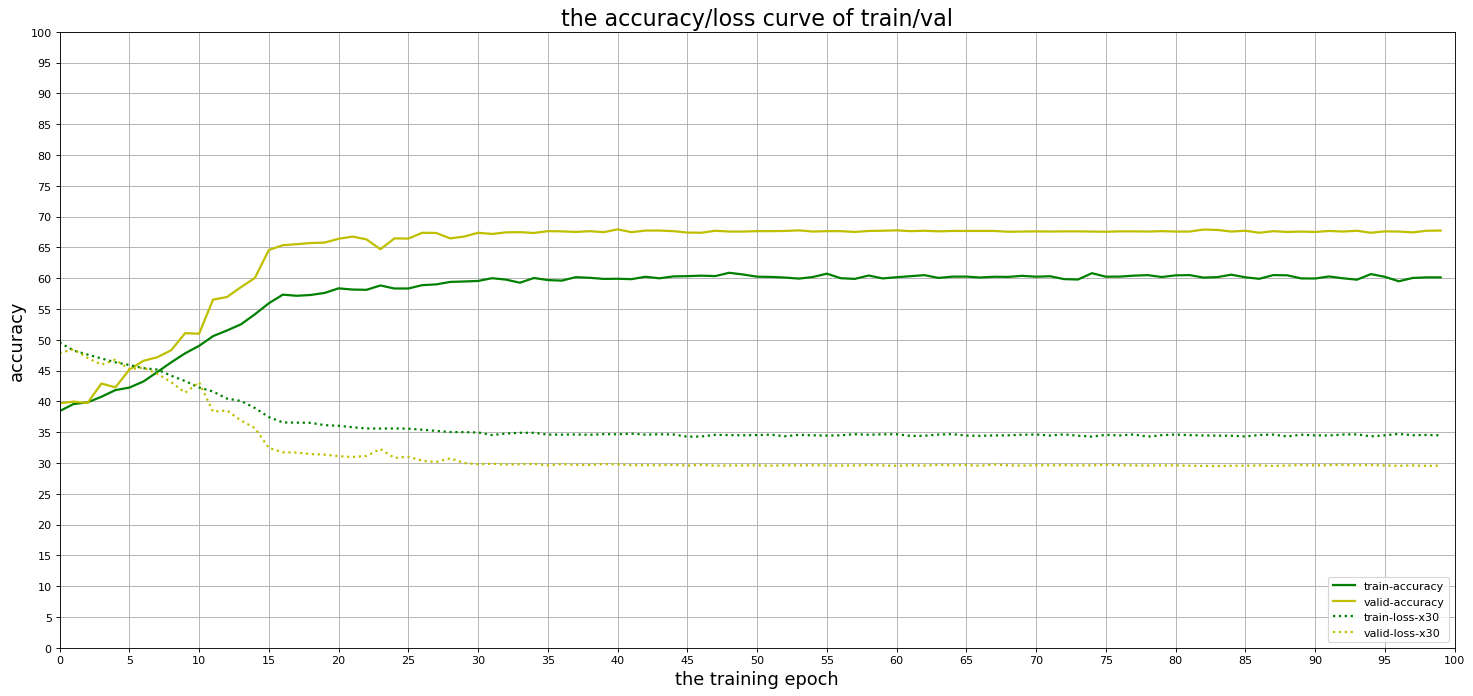 the accuracy/loss curve of train/val
accuracy
100
95
90
85
80
75
70
65
60
55
50
45
40
35
30
25
20
15
10
5
0
train-accuracy
valid-accuracy
train-loss-x30
valid-loss-x30
0 5 10 15 20 25 30 35 40 45 50 55 60 65 70 75 80 85 90 95 100
the training epoch